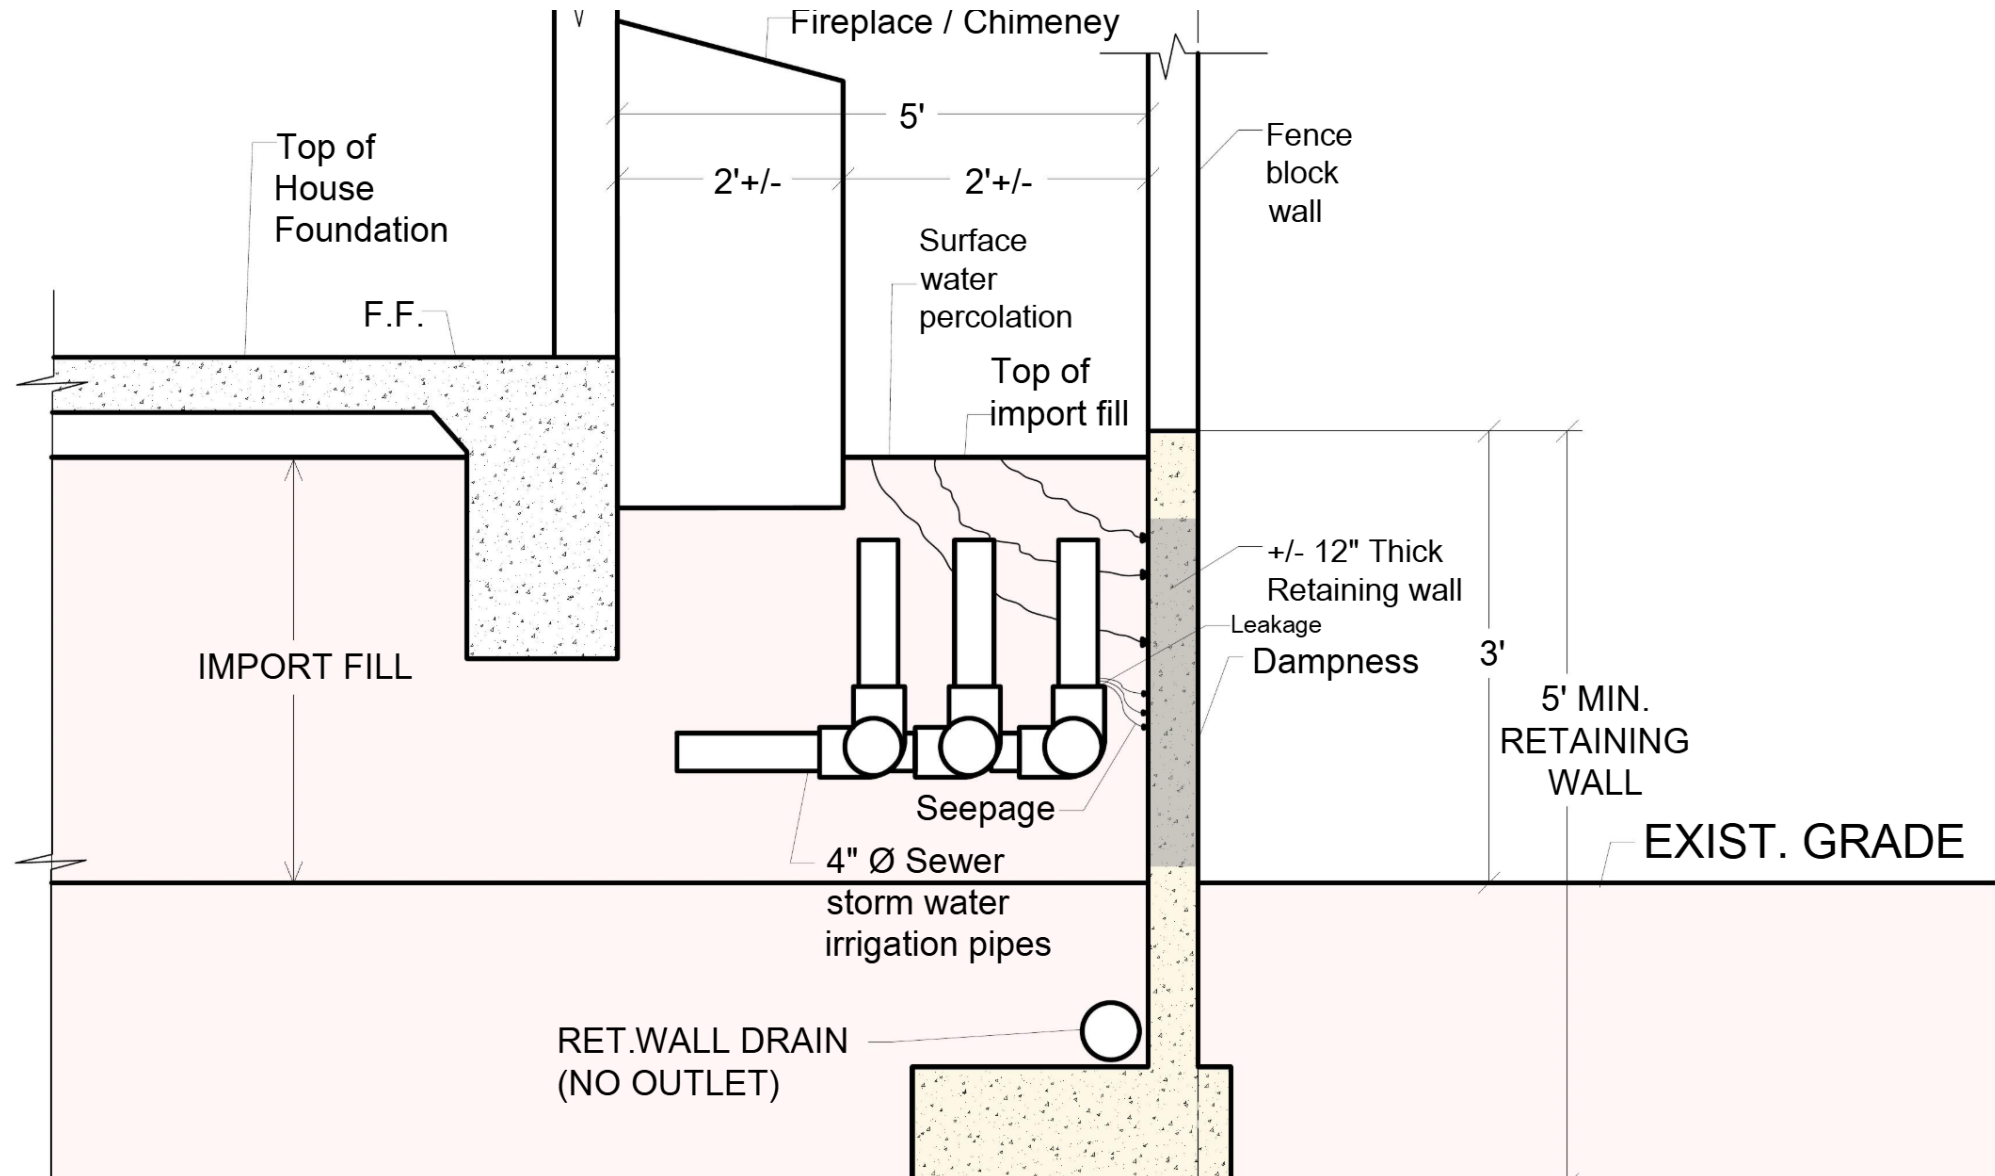 Fireplace / Chimeney
5'
Top of
House
Foundation
Fence
block
wall
2'+/-
2'+/-
Surface
water
percolation
F.F.
Top of
import fill
+/- 12" Thick
Retaining wall
Leakage
Dampness
3'
IMPORT FILL
5' MIN.
RETAINING
WALL
Seepage
EXIST. GRADE
4" Ø Sewer
storm water
irrigation pipes
RET.WALL DRAIN
(NO OUTLET)